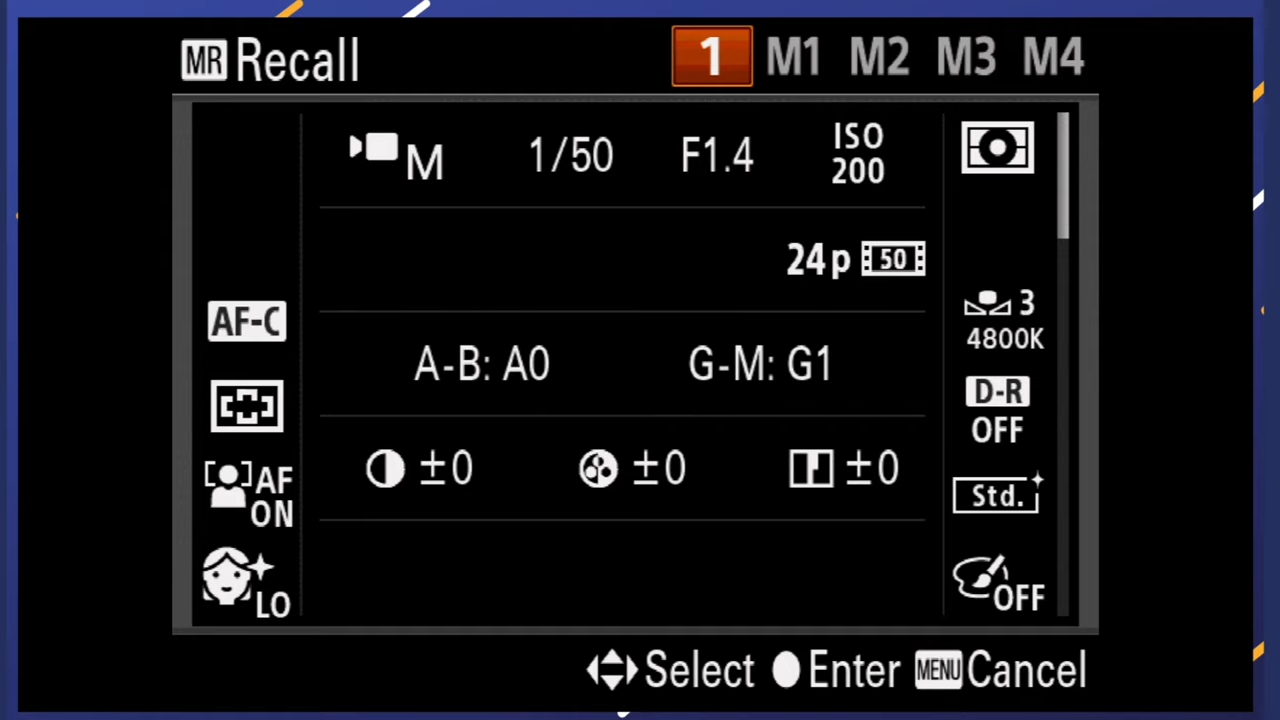 MR Recall 1 M1 M2 M3 M4
M 1/50 F1.4 ISO 200
24p 50
AF-C
3
4800K
A-B: A0 G-M: G1
D-R
OFF
±0 ±0 ±0
AF
ON
Std.
LO
OFF
Select Enter MENU Cancel